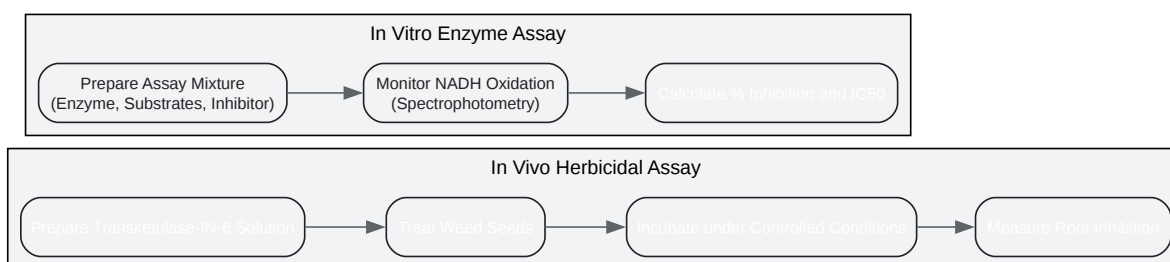 In Vitro Enzyme Assay
Prepare Assay Mixture
(Enzyme, Substrates, Inhibitor)
Monitor NADH Oxidation
(Spectrophotometry)
Calculate % Inhibition and IC50
In Vivo Herbicidal Assay
Prepare Transketolase-IN-6 Solution
Treat Weed Seeds
Incubate under Controlled Conditions
Measure Root Inhibition